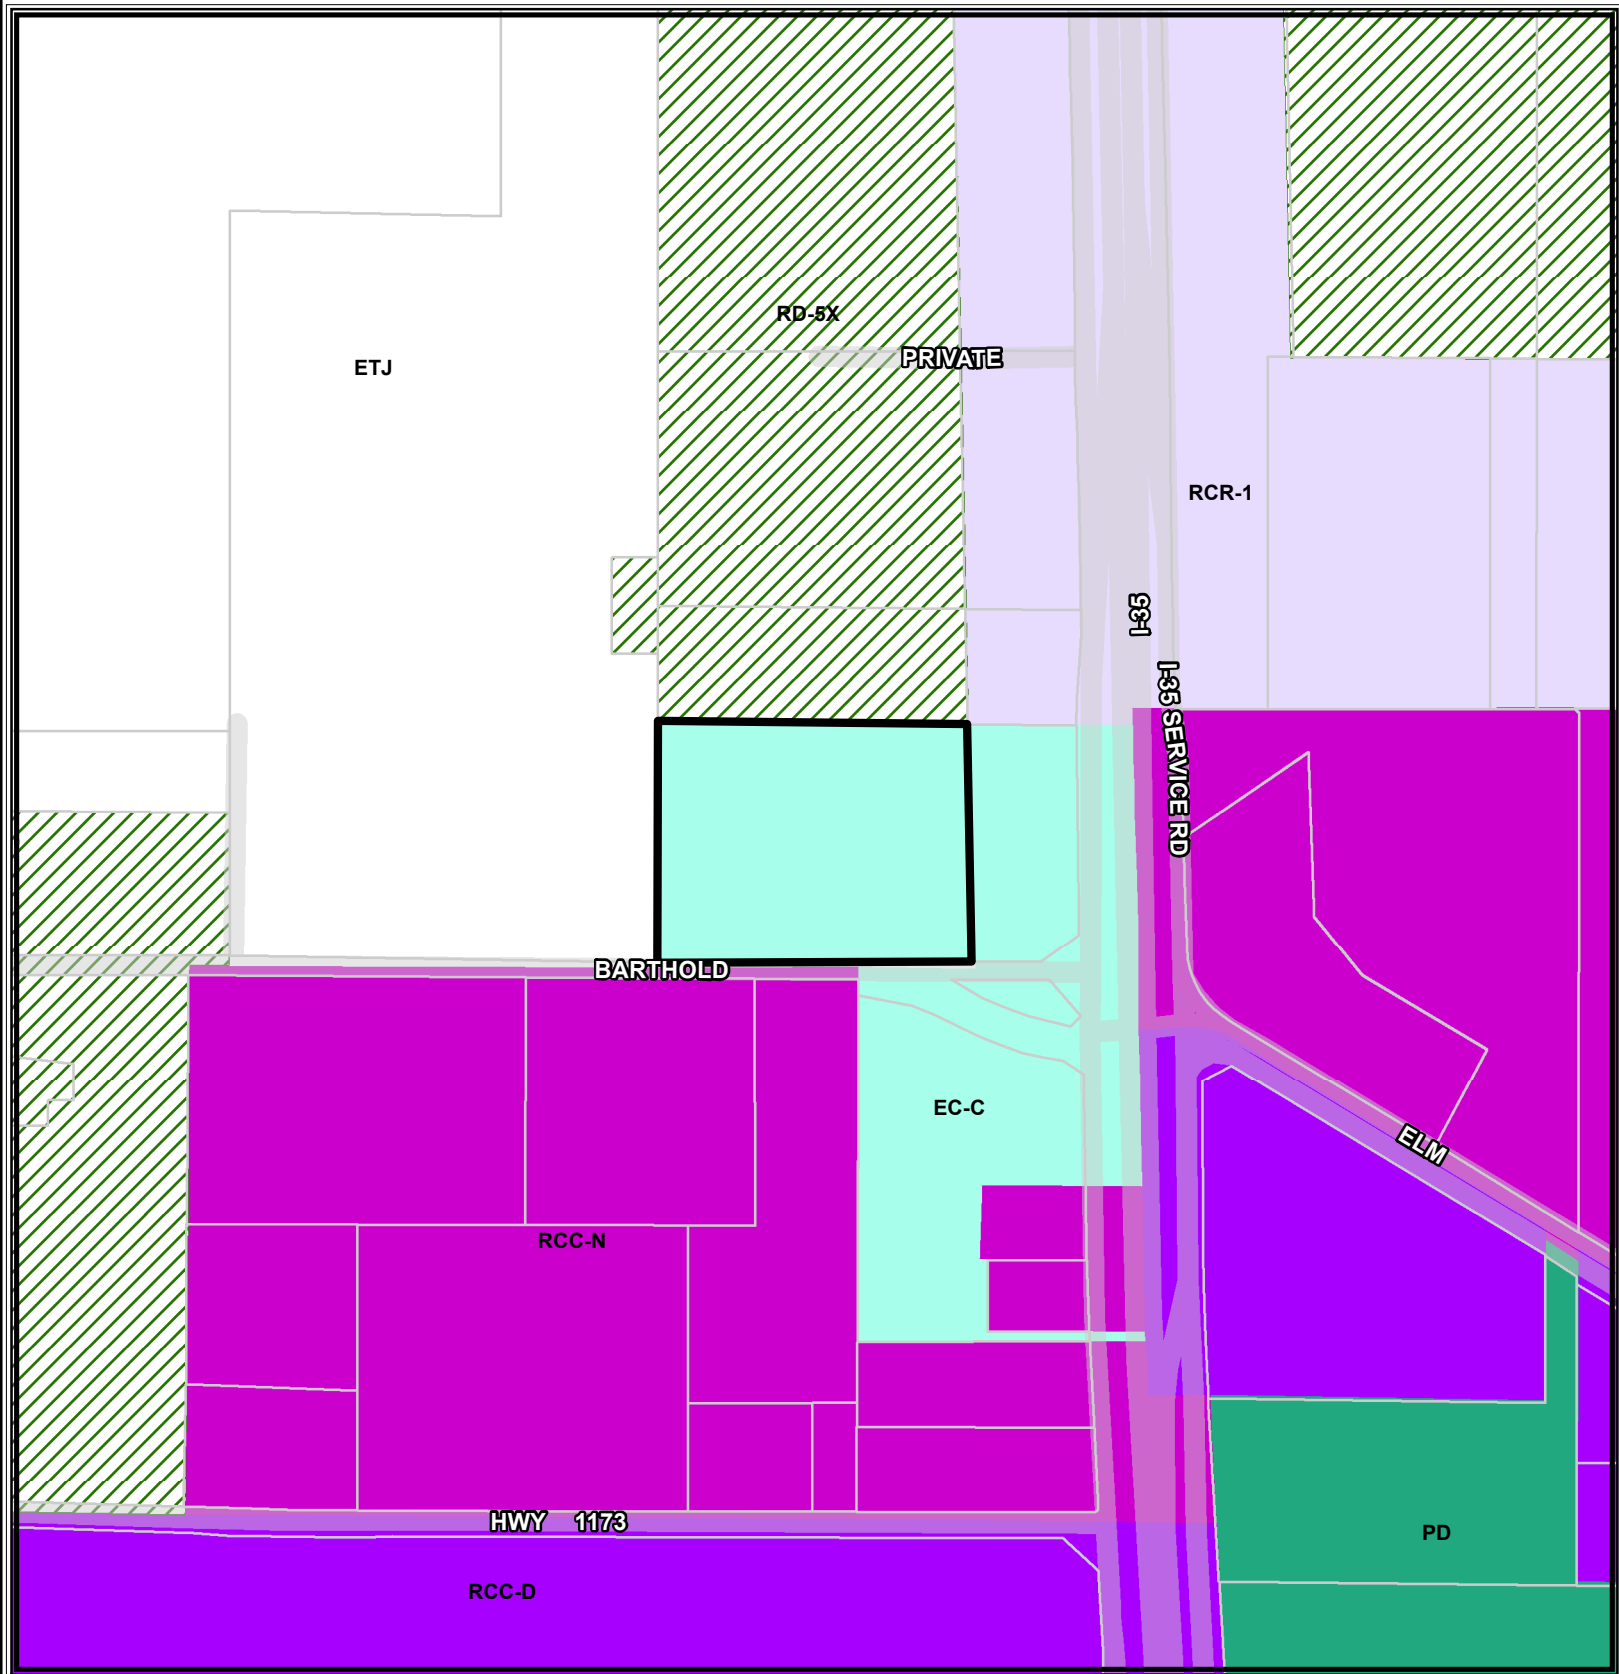 RD-5X
PRIVATE
ETJ
RCR-1
I-35
I-35 SERVICE RD
BARTHOLD
EC-C
ELM
RCC-N
HWY 1173
PD
RCC-D